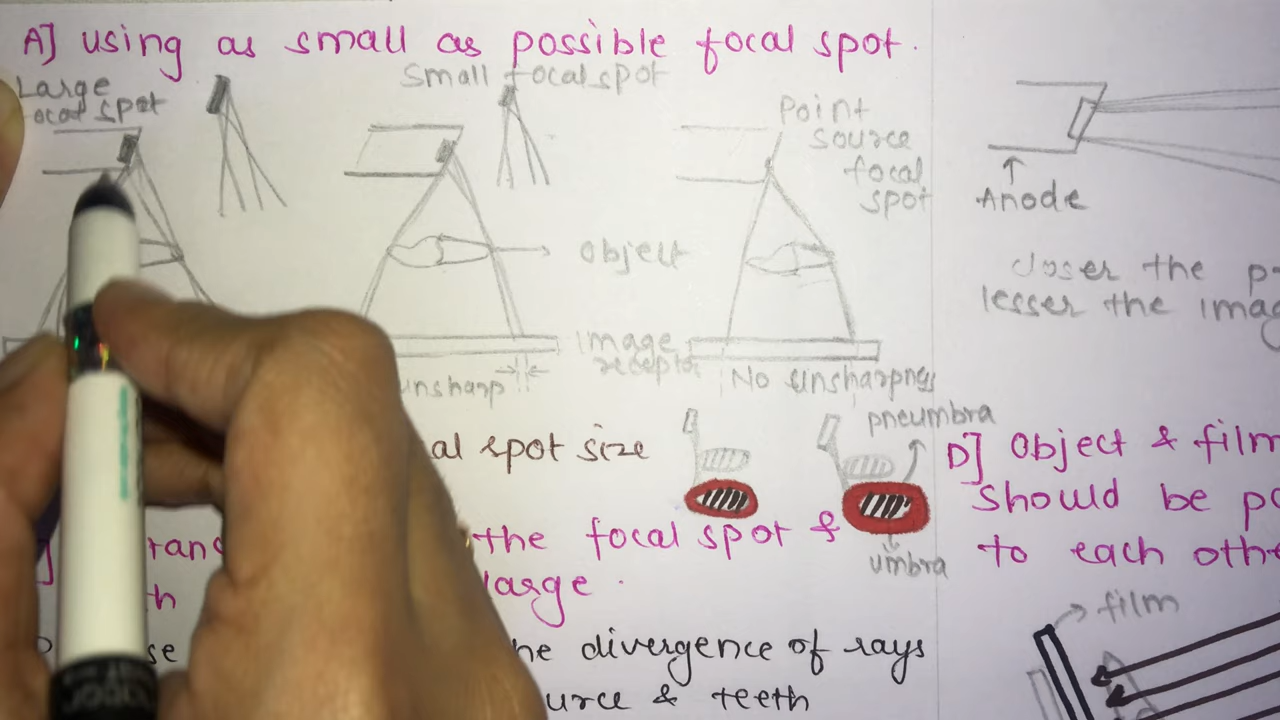 A] using as small as possible focal spot.
Large
focal spot
Small focal spot
Point
source
focal
spot
object
image
receptor
unsharp
No unsharpness
al spot size
pneumbra
umbra
the focal spot &
large.
he divergence of rays
urce & teeth
Anode
closer the p
lesser the imag
D] Object & film
should be pa
to each othe
film